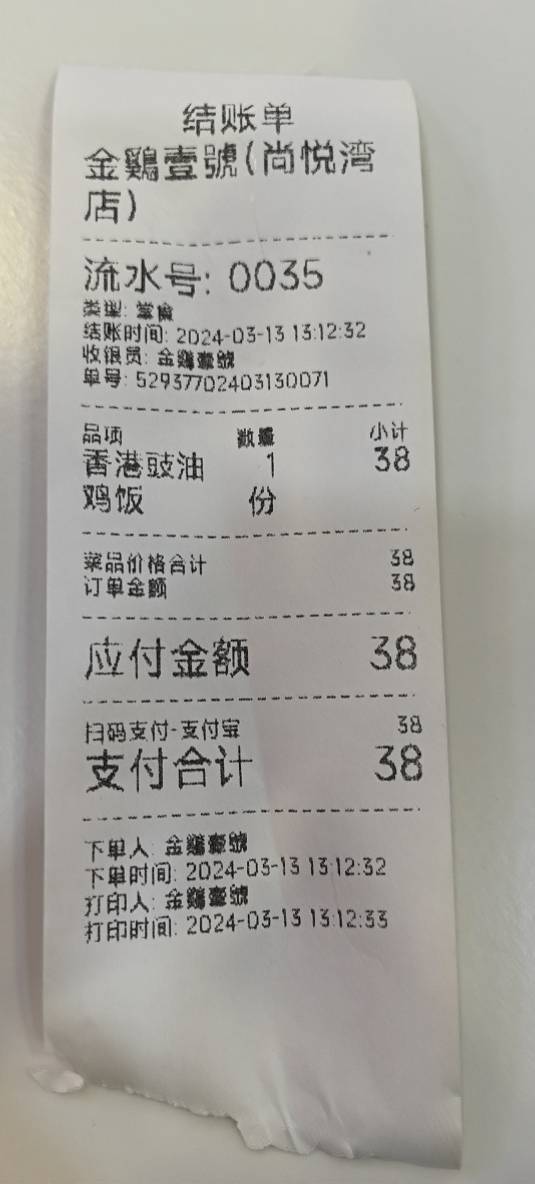 结账单
金鷄壹號(尚悦湾
店)
流水号: 0035
类型: 堂食
结账时间: 2024-03-13 13:12:32
收银员: 金鷄壹號
单号: 529377022403130071
品项 数量 小计
香港豉油 1 38
鸡饭 份
菜品价格合计 38
订单金额 38
应付金额 38
扫码支付-支付宝 38
支付合计 38
下单人: 金鷄壹號
下单时间: 2024-03-13 13:12:32
打印人: 金鷄壹號
打印时间: 2024-03-13 13:12:33